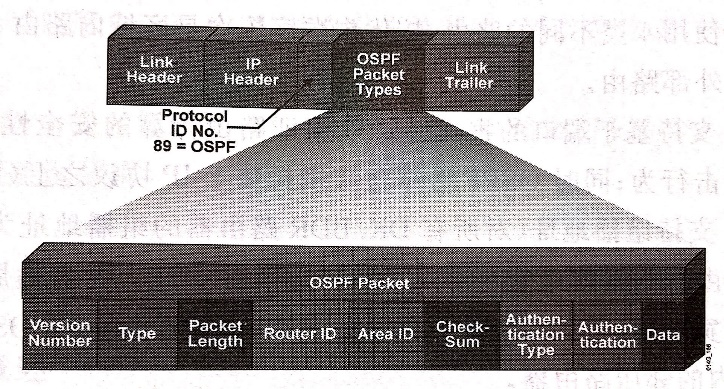 Link
Header
IP
Header
OSPF
Packet
Types
Link
Trailer
Protocol
ID No.
89 = OSPF
OSPF Packet
Version
Number
Type
Packet
Length
Router ID
Area ID
Check-
Sum
Authen-
tication
Type
Authen-
tication
Data